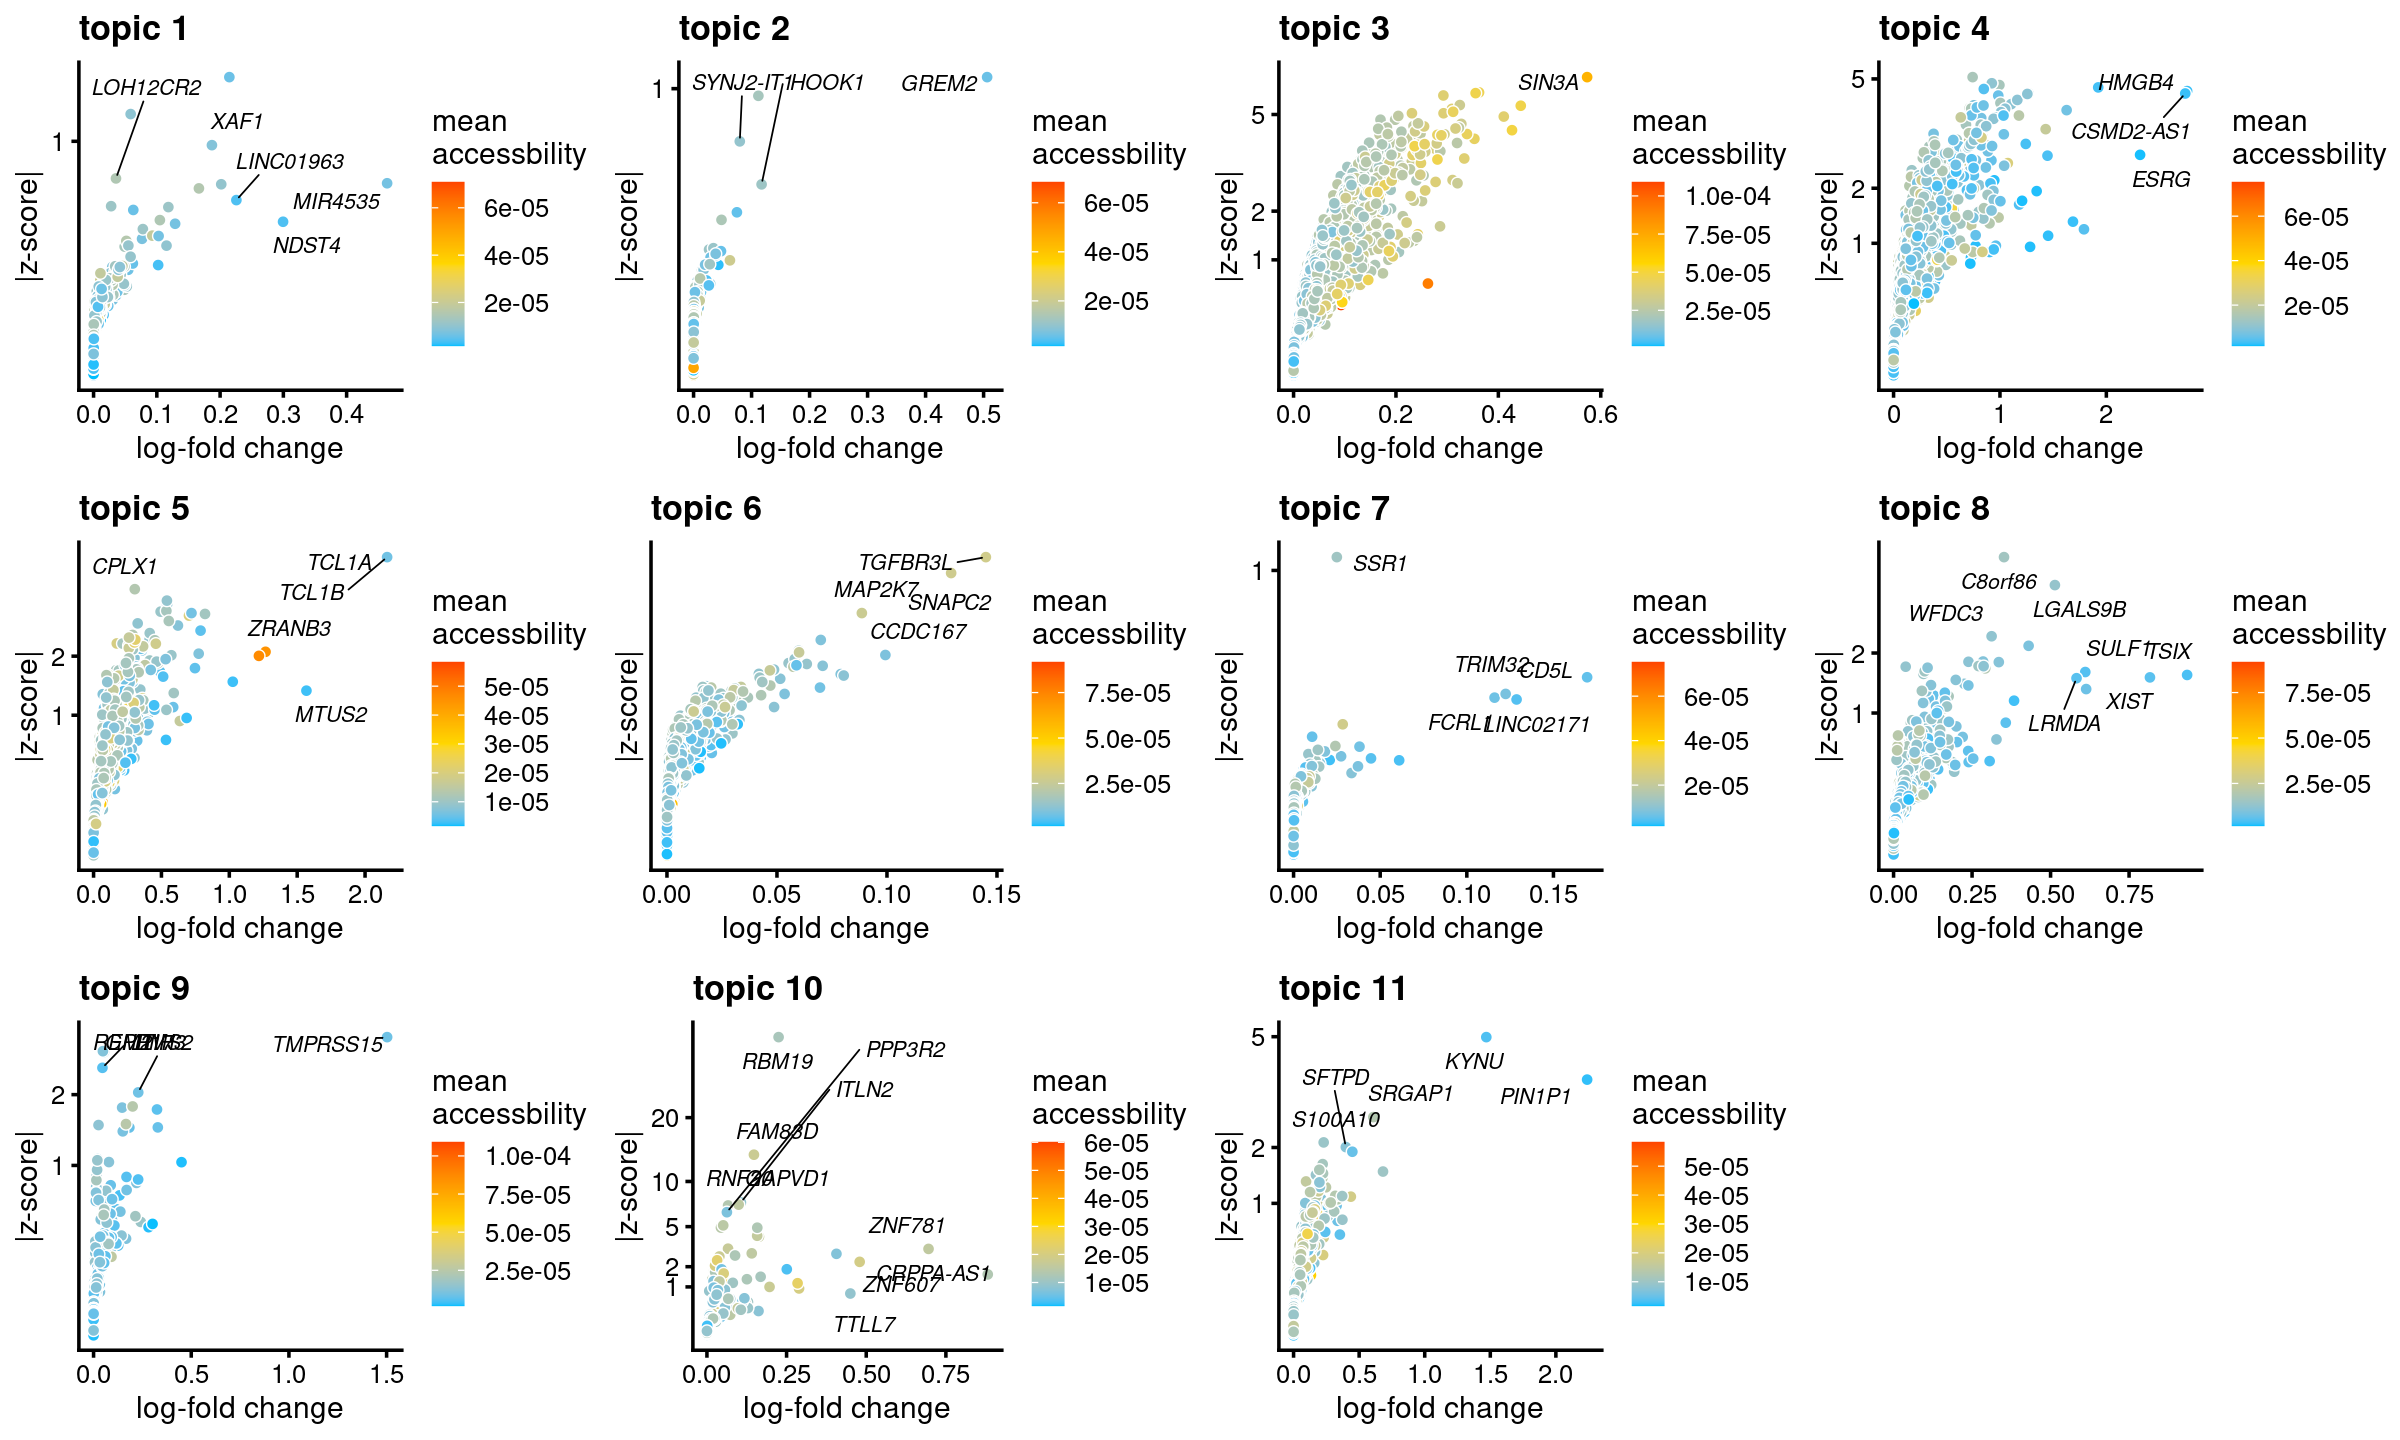 topic 1
LOH12CR2
XAF1
LINC01963
MIR4535
NDST4
1
|z-score|
0.0 0.1 0.2 0.3 0.4
log-fold change
mean
accessbility
6e-05
4e-05
2e-05
topic 2
SYNJ2-IT1
HOOK1
GREM2
1
|z-score|
0.0 0.1 0.2 0.3 0.4 0.5
log-fold change
mean
accessbility
6e-05
4e-05
2e-05
topic 3
SIN3A
5
2
1
|z-score|
0.0 0.2 0.4 0.6
log-fold change
mean
accessbility
1.0e-04
7.5e-05
5.0e-05
2.5e-05
topic 4
HMGB4
CSMD2-AS1
ESRG
5
2
1
|z-score|
0 1 2
log-fold change
mean
accessbility
6e-05
4e-05
2e-05
topic 5
CPLX1
TCL1A
TCL1B
ZRANB3
MTUS2
2
1
|z-score|
0.0 0.5 1.0 1.5 2.0
log-fold change
mean
accessbility
5e-05
4e-05
3e-05
2e-05
1e-05
topic 6
TGFBR3L
MAP2K7
SNAPC2
CCDC167
|z-score|
0.00 0.05 0.10 0.15
log-fold change
mean
accessbility
7.5e-05
5.0e-05
2.5e-05
topic 7
SSR1
TRIM32
CD5L
FCRL1
LINC02171
1
|z-score|
0.00 0.05 0.10 0.15
log-fold change
mean
accessbility
6e-05
4e-05
2e-05
topic 8
C8orf86
WFDC3
LGALS9B
SULF1
TSIX
XIST
LRMDA
2
1
|z-score|
0.00 0.25 0.50 0.75
log-fold change
mean
accessbility
7.5e-05
5.0e-05
2.5e-05
topic 9
TMPRSS15
2
1
|z-score|
0.0 0.5 1.0 1.5
log-fold change
mean
accessbility
1.0e-04
7.5e-05
5.0e-05
2.5e-05
topic 10
RBM19
PPP3R2
ITLN2
FAM83D
GAPVD1
ZNF781
CRPPA-AS1
ZNF607
TTLL7
20
10
5
2
1
|z-score|
0.00 0.25 0.50 0.75
log-fold change
mean
accessbility
6e-05
5e-05
4e-05
3e-05
2e-05
1e-05
topic 11
KYNU
SFTPD
SRGAP1
PIN1P1
S100A10
5
2
1
|z-score|
0.0 0.5 1.0 1.5 2.0
log-fold change
mean
accessbility
5e-05
4e-05
3e-05
2e-05
1e-05